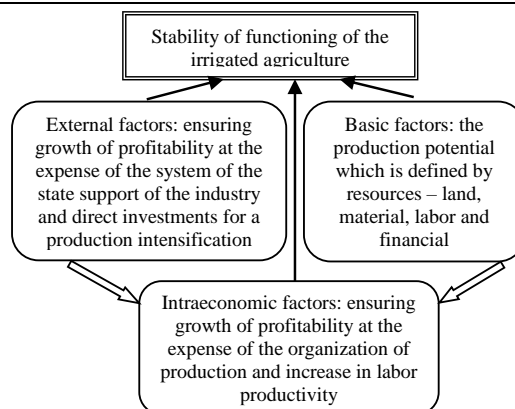 Stability of functioning of the
irrigated agriculture
External factors: ensuring
growth of profitability at the
expense of the system of the
state support of the industry
and direct investments for a
production intensification
Basic factors: the
production potential
which is defined by
resources – land,
material, labor and
financial
Intraeconomic factors: ensuring
growth of profitability at the
expense of the organization of
production and increase in labor
productivity